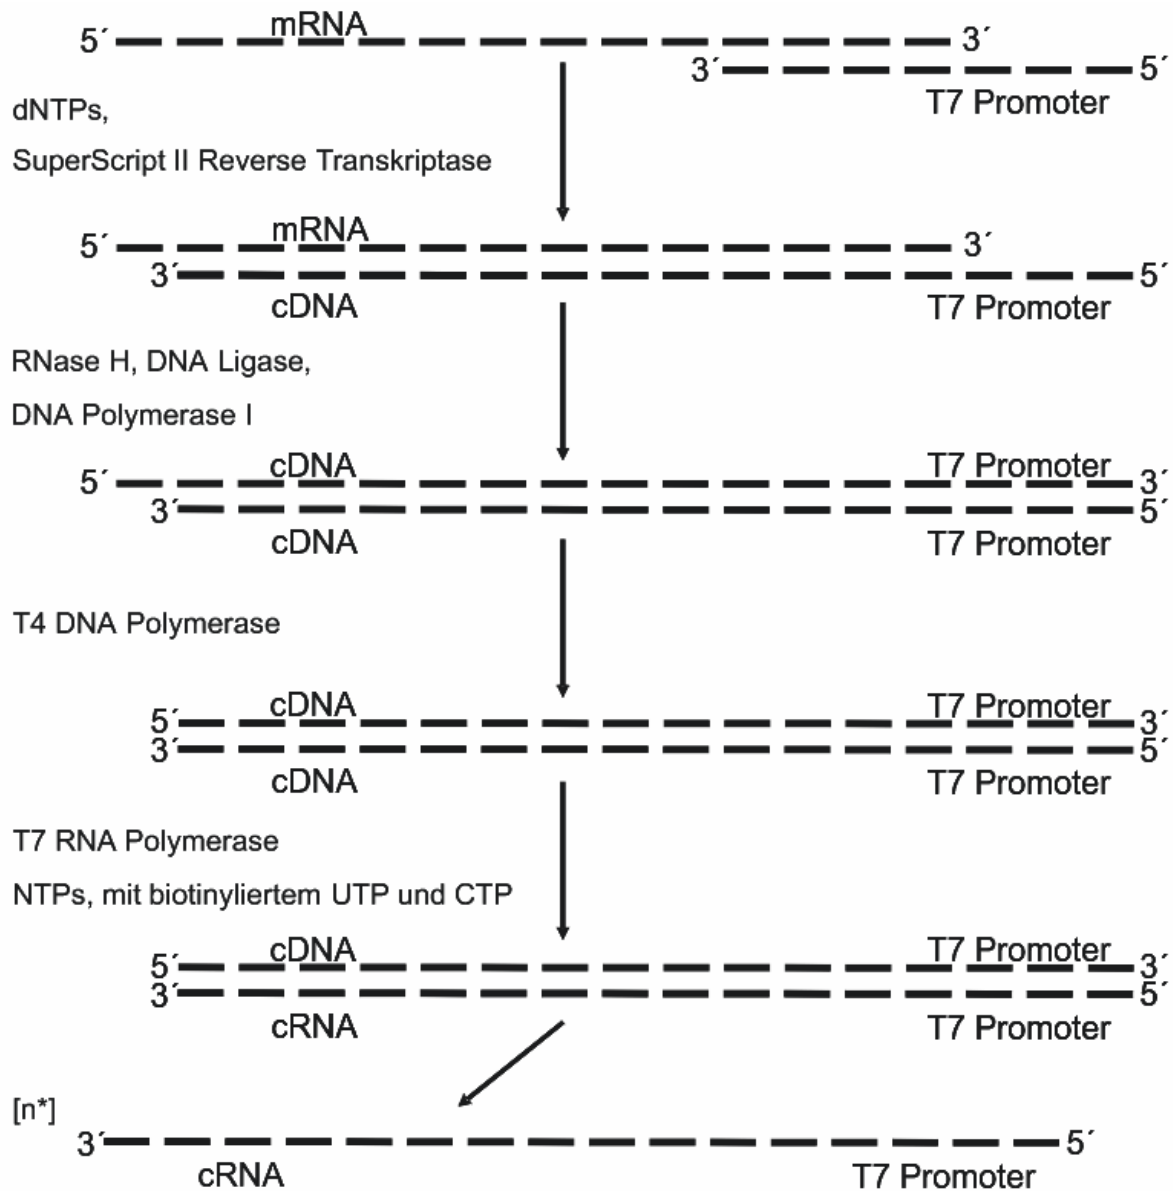 mRNA
5´ 3´
3´ 5´
T7 Promoter
dNTPs,
SuperScript II Reverse Transkriptase
mRNA
5´ 3´
3´ 5´
cDNA T7 Promoter
RNase H, DNA Ligase,
DNA Polymerase I
cDNA T7 Promoter
5´ 3´
3´ 5´
cDNA T7 Promoter
T4 DNA Polymerase
cDNA T7 Promoter
5´ 3´
3´ 5´
cDNA T7 Promoter
T7 RNA Polymerase
NTPs, mit biotinyliertem UTP und CTP
cDNA T7 Promoter
5´ 3´
3´ 5´
cRNA T7 Promoter
[n*]
3´ 5´
cRNA T7 Promoter